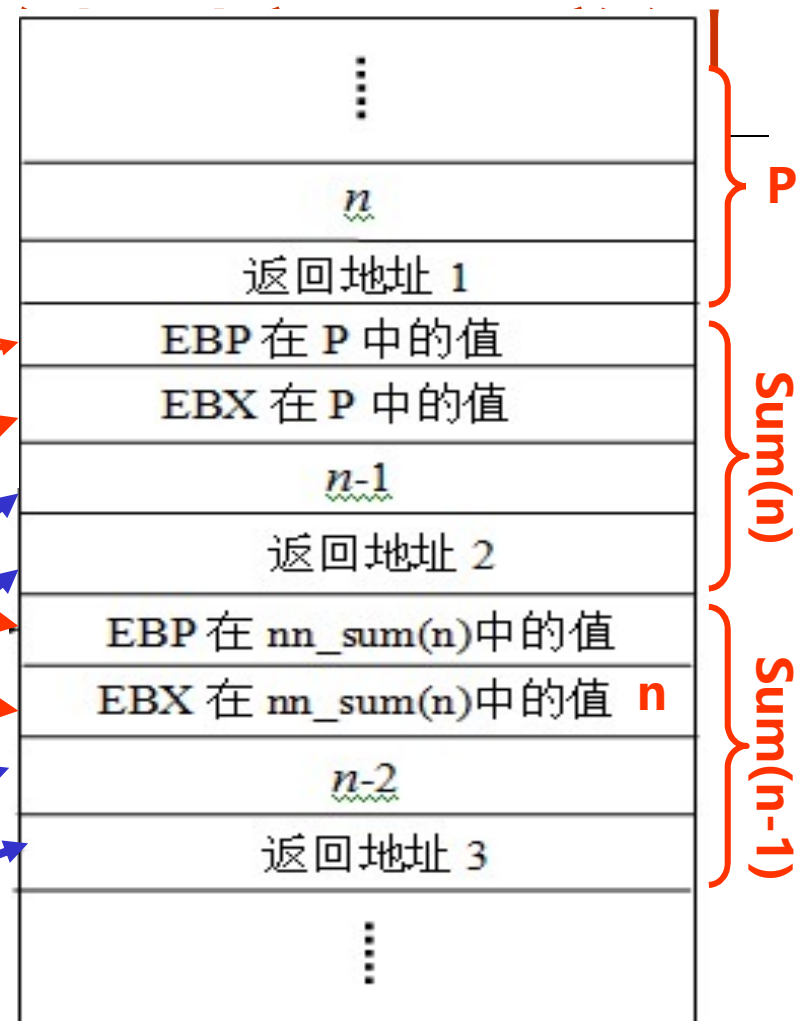 n
P
返回地址 1
EBP 在 P 中的值
EBX 在 P 中的值
n-1
返回地址 2
Sum(n)
EBP 在 nn_sum(n)中的值
EBX 在 nn_sum(n)中的值 n
n-2
返回地址 3
Sum(n-1)